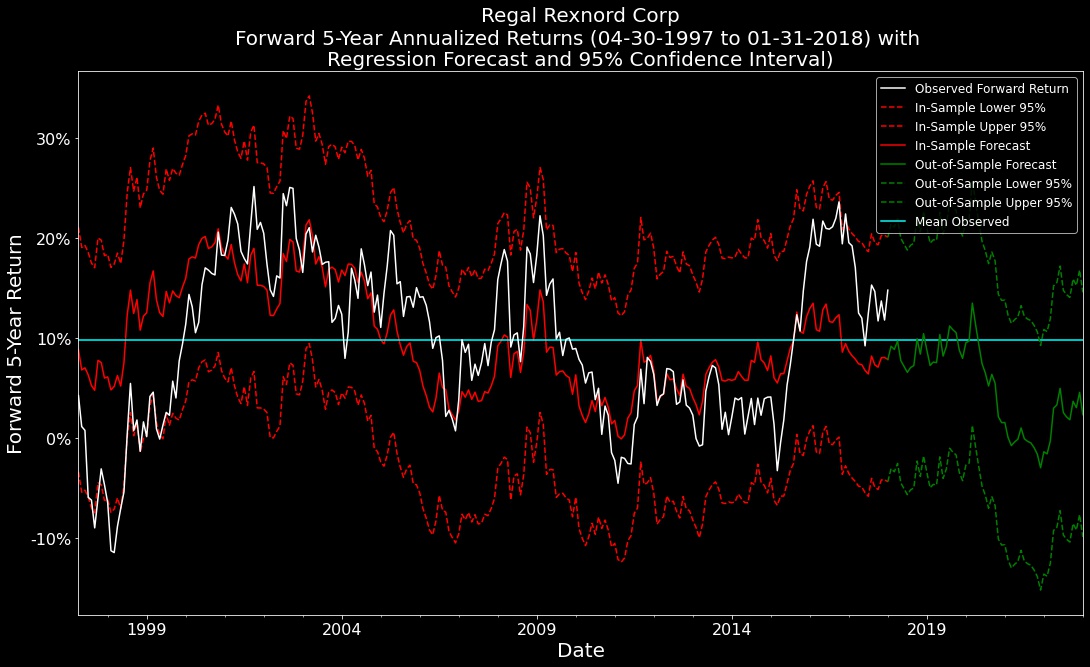 Regal Rexnord Corp
Forward 5-Year Annualized Returns (04-30-1997 to 01-31-2018) with
Regression Forecast and 95% Confidence Interval)
Observed Forward Return
In-Sample Lower 95%
In-Sample Upper 95%
In-Sample Forecast
Out-of-Sample Forecast
Out-of-Sample Lower 95%
Out-of-Sample Upper 95%
Mean Observed
Forward 5-Year Return
30%
20%
10%
0%
-10%
1999
2004
2009
2014
2019
Date